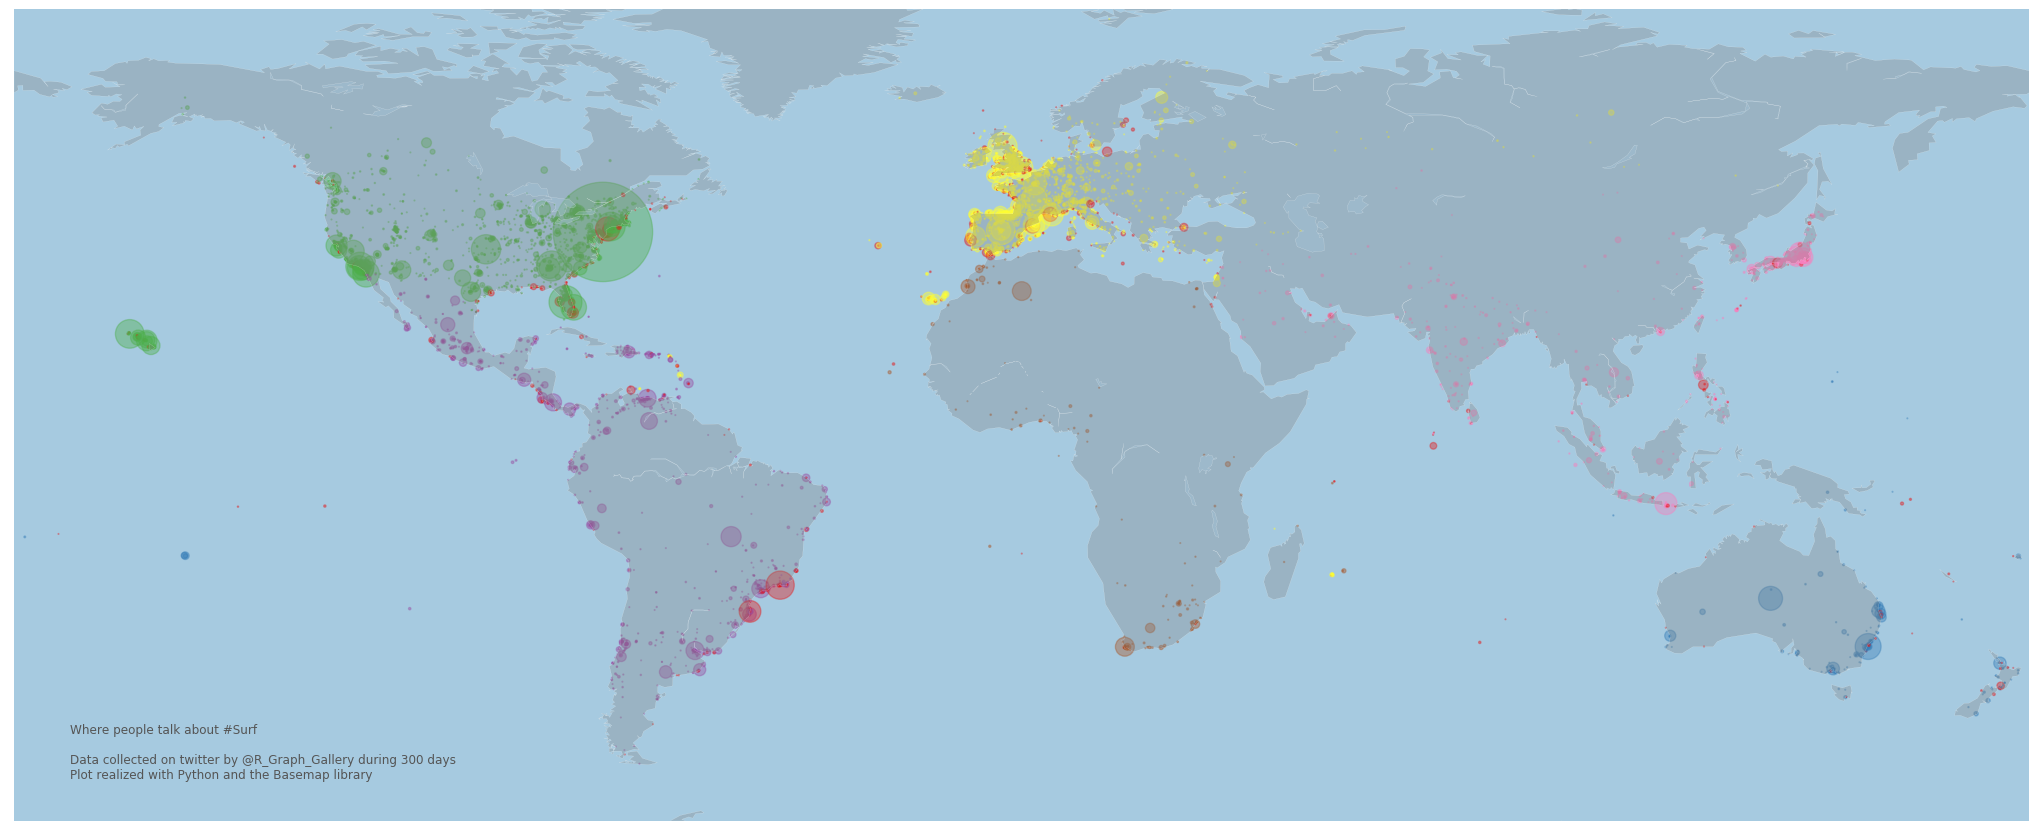 Where people talk about #Surf
Data collected on twitter by @R_Graph_Gallery during 300 days
Plot realized with Python and the Basemap library